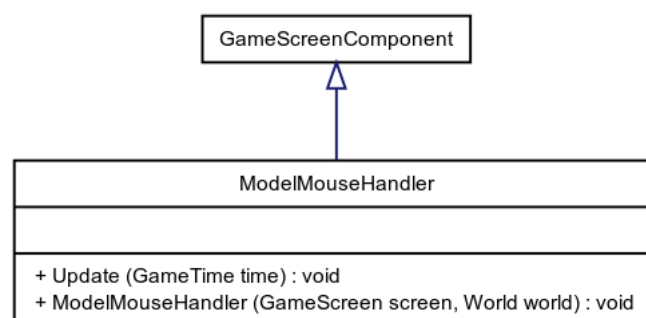 GameScreenComponent
ModelMouseHandler
+ Update (GameTime time) : void
+ ModelMouseHandler (GameScreen screen, World world) : void